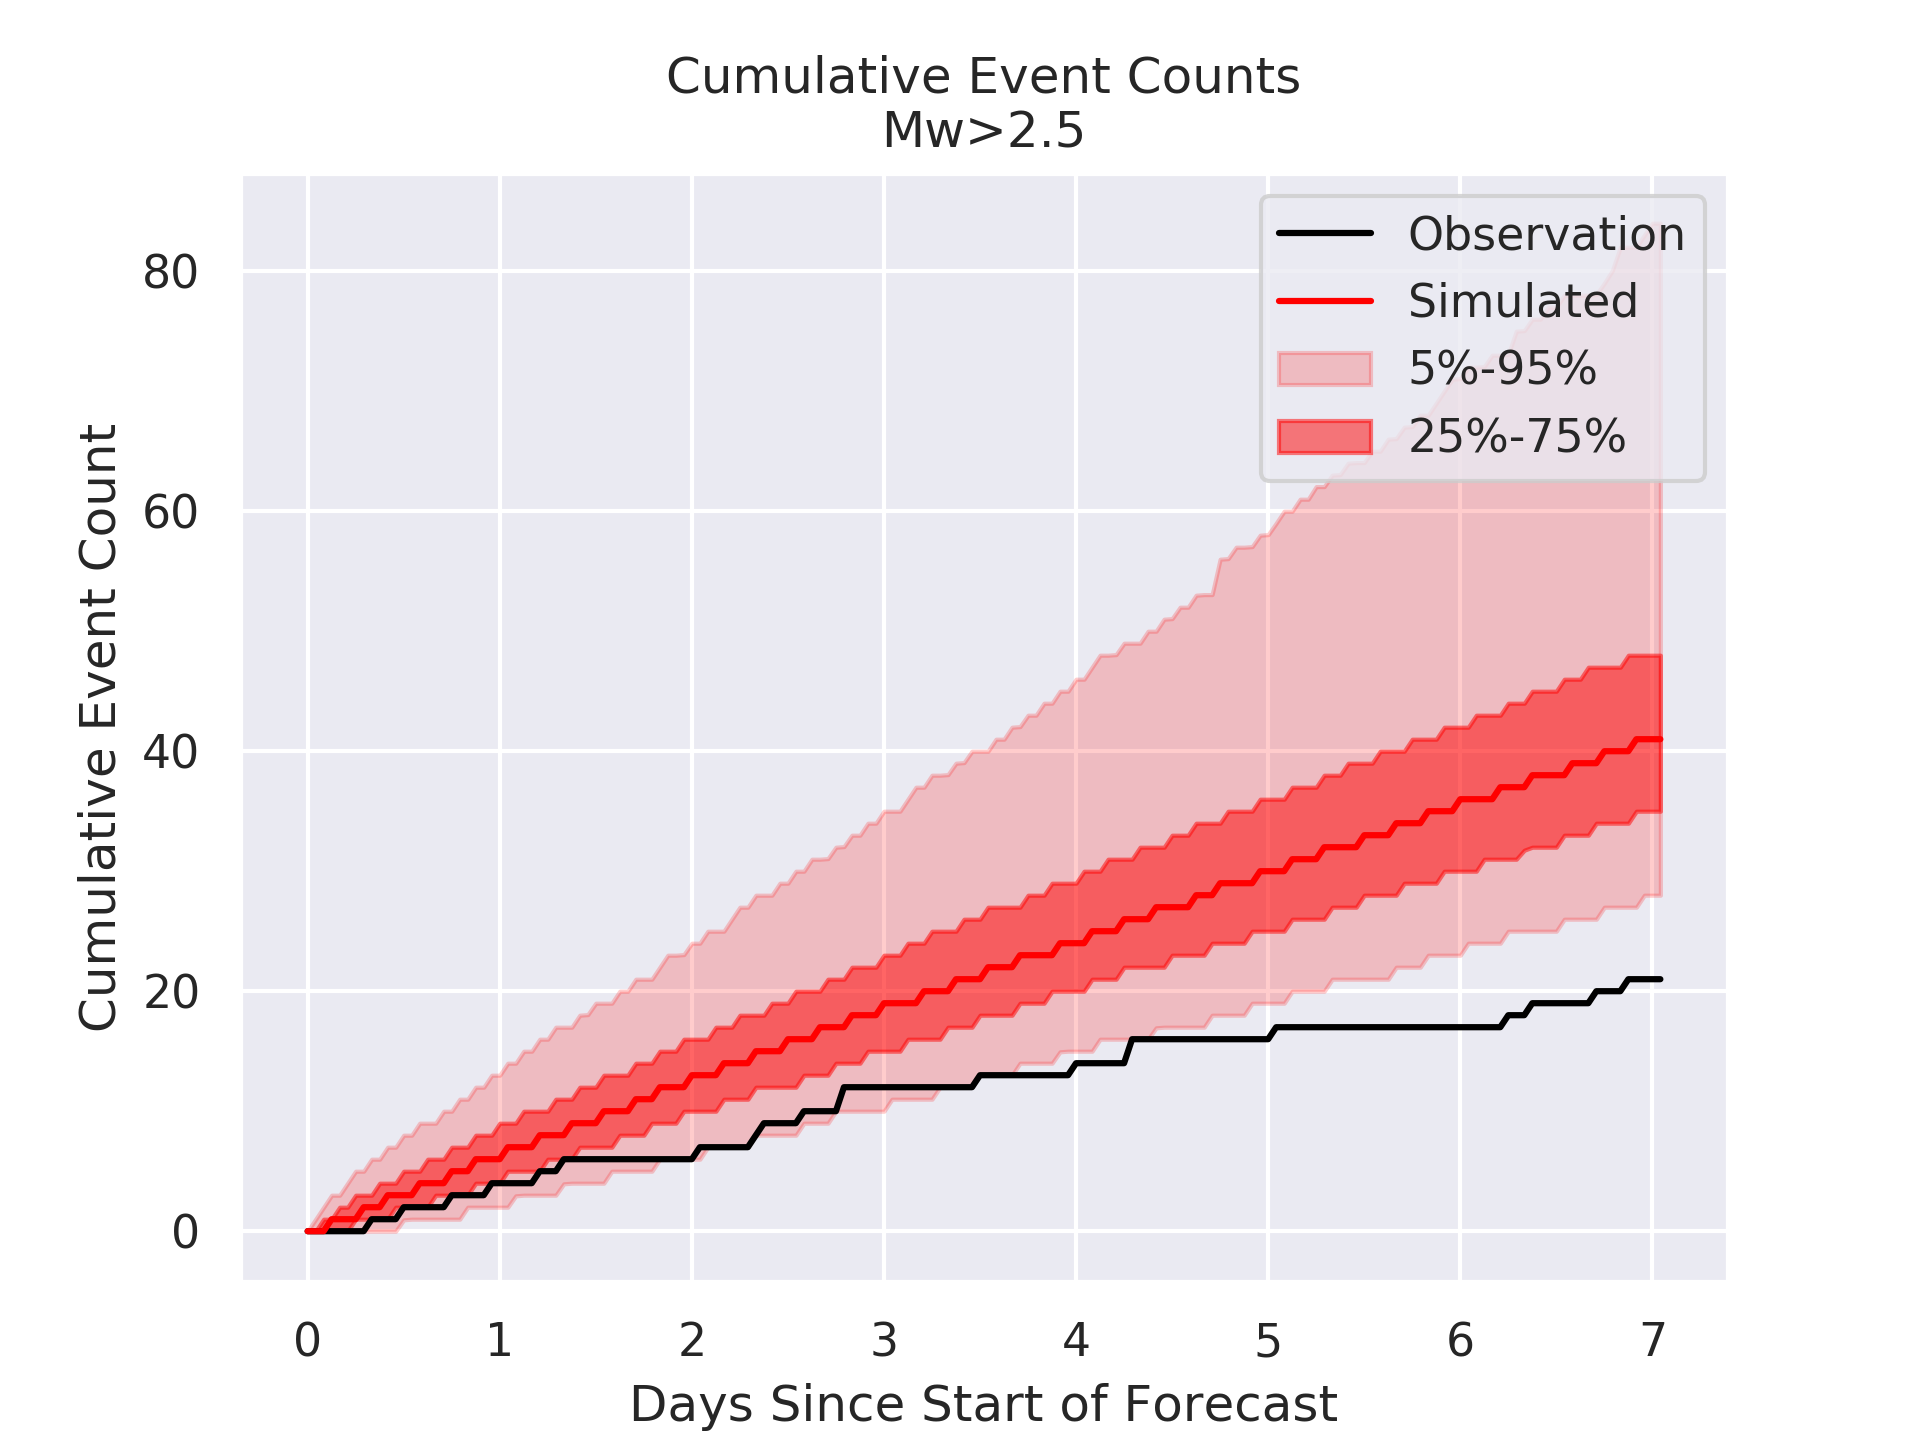 Cumulative Event Counts
Mw>2.5
Cumulative Event Count
80
60
40
20
0
Observation
Simulated
5%-95%
25%-75%
0 1 2 3 4 5 6 7
Days Since Start of Forecast